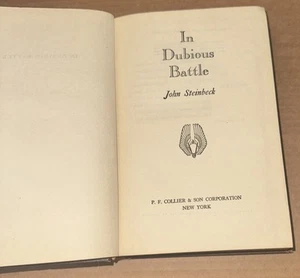 In
Dubious
Battle
John Steinbeck
P. F. COLLIER & SON CORPORATION
NEW YORK